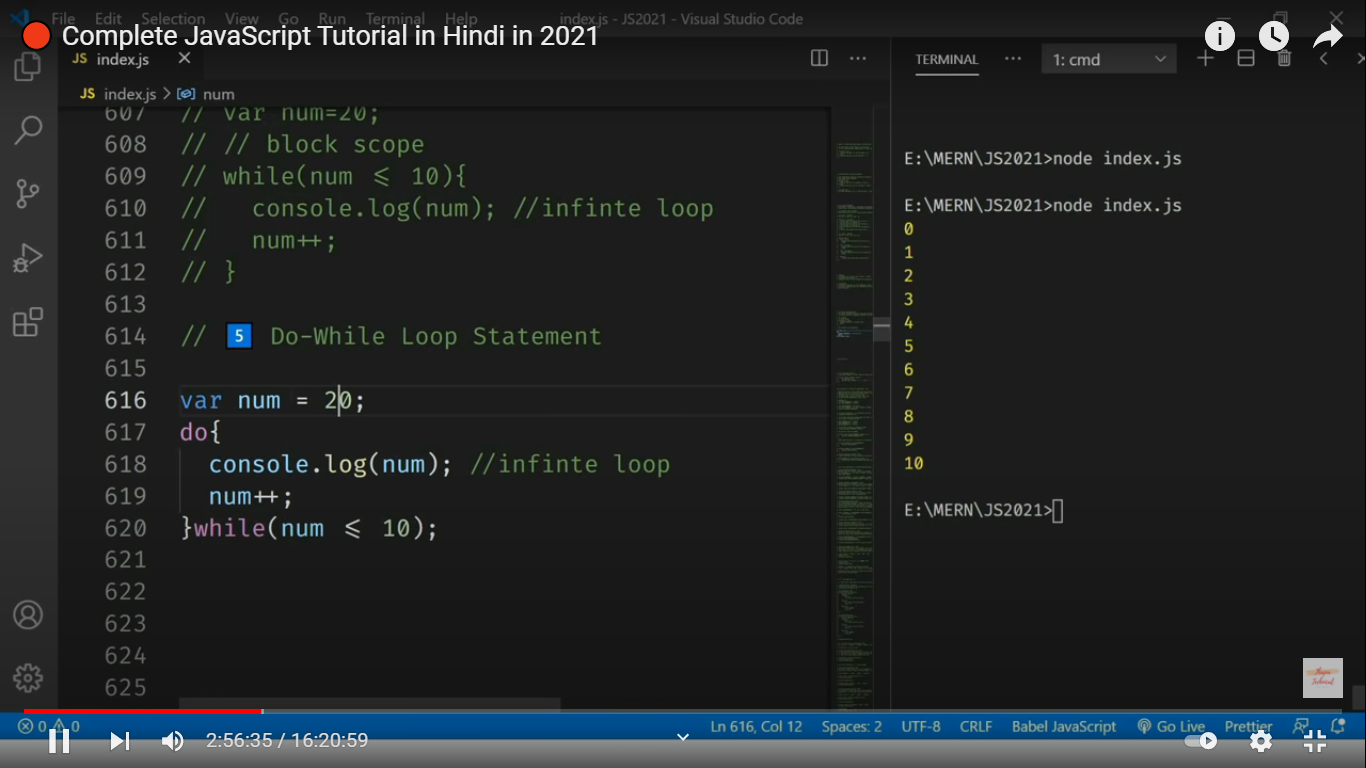 File Edit Selection View Go Run Terminal Help index.js - JS2021 - Visual Studio Code
Complete JavaScript Tutorial in Hindi in 2021
JS index.js
TERMINAL ··· 1: cmd
JS index.js > num
607 // var num=20;
608 // // block scope
609 // while(num <= 10){
610 //   console.log(num); //infinte loop
611 //   num++;
612 // }
613
614 // 5 Do-While Loop Statement
615
616 var num = 20;
617 do{
618   console.log(num); //infinte loop
619   num++;
620 }while(num <= 10);
621
622
623
624
625
E:\MERN\JS2021>node index.js
E:\MERN\JS2021>node index.js
0
1
2
3
4
5
6
7
8
9
10
E:\MERN\JS2021>
Thapa
Technical
0 0 Ln 616, Col 12 Spaces: 2 UTF-8 CRLF Babel JavaScript Go Live Prettier
2:56:35 / 16:20:59